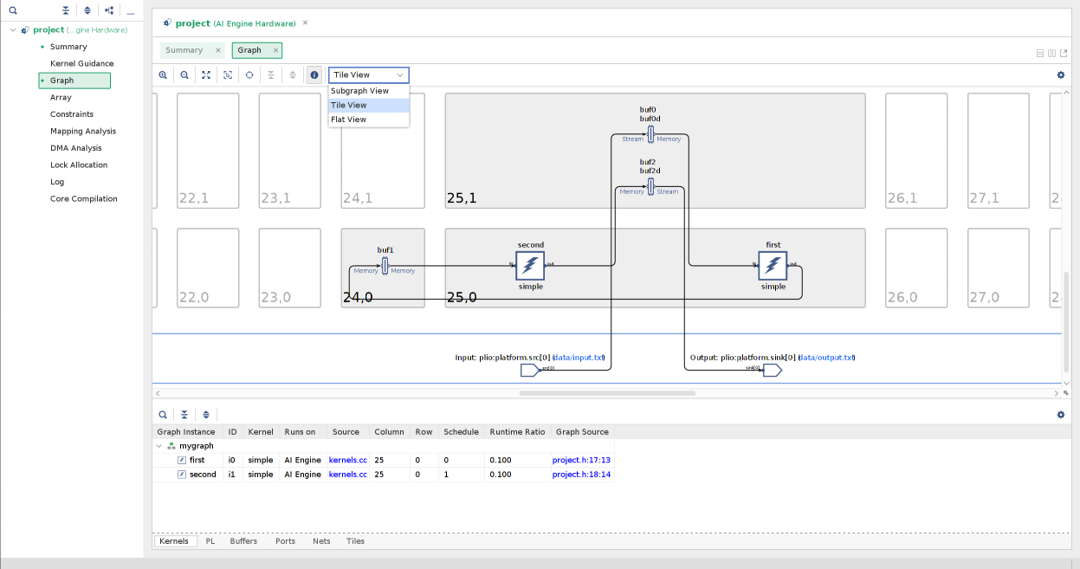 project (...gine Hardware)
Summary
Kernel Guidance
Graph
Array
Constraints
Mapping Analysis
DMA Analysis
Lock Allocation
Log
Core Compilation
project (AI Engine Hardware) ×
Summary × Graph ×
Tile View
Subgraph View
Tile View
Flat View
buf0
buf0d
Stream Memory
buf2
buf2d
Memory Stream
22,1 23,1 24,1 25,1 26,1 27,1
buf1
Memory Memory
second
simple
first
simple
22,0 23,0 24,0 25,0 26,0 27,0
Input: plio:platform.src[0] (data/input.txt)
Output: plio:platform.sink[0] (data/output.txt)
Graph Instance ID Kernel Runs on Source Column Row Schedule Runtime Ratio Graph Source
mygraph
first i0 simple AI Engine kernels.cc 25 0 0 0.100 project.h:17:13
second i1 simple AI Engine kernels.cc 25 0 1 0.100 project.h:18:14
Kernels PL Buffers Ports Nets Tiles